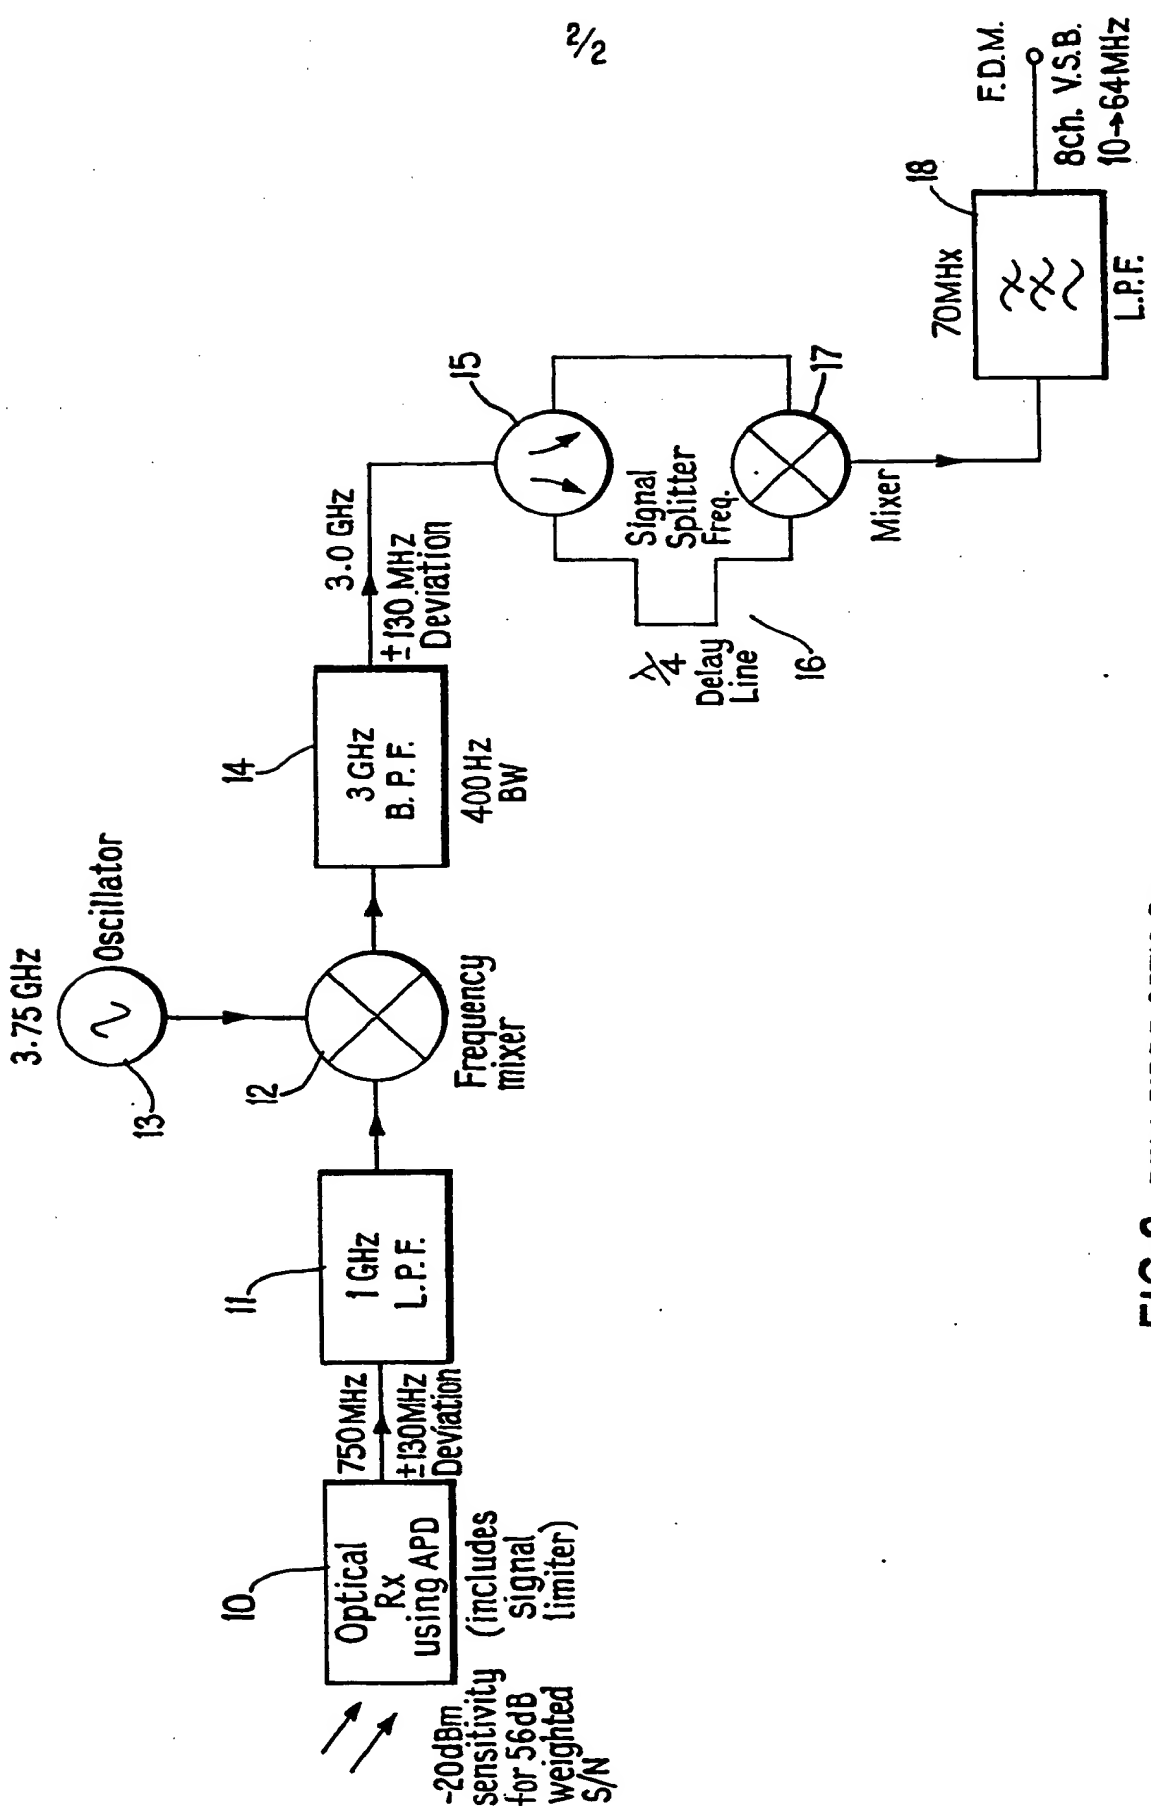 2/2
3.75 GHz
Oscillator
13
10
Optical
Rx
using APD
(includes
signal
limiter)
-20dBm
sensitivity
for 56dB
weighted
S/N
750MHz
±130MHz
Deviation
11
1 GHz
L.P.F.
12
Frequency
mixer
14
3 GHz
B.P.F.
400Hz
BW
3.0 GHz
±130 MHz
Deviation
15
Signal
Splitter
Freq.
λ/4
Delay
Line
16
17
Mixer
18
70MHx
L.P.F.
F.D.M.
8ch. V.S.B.
10→64MHz